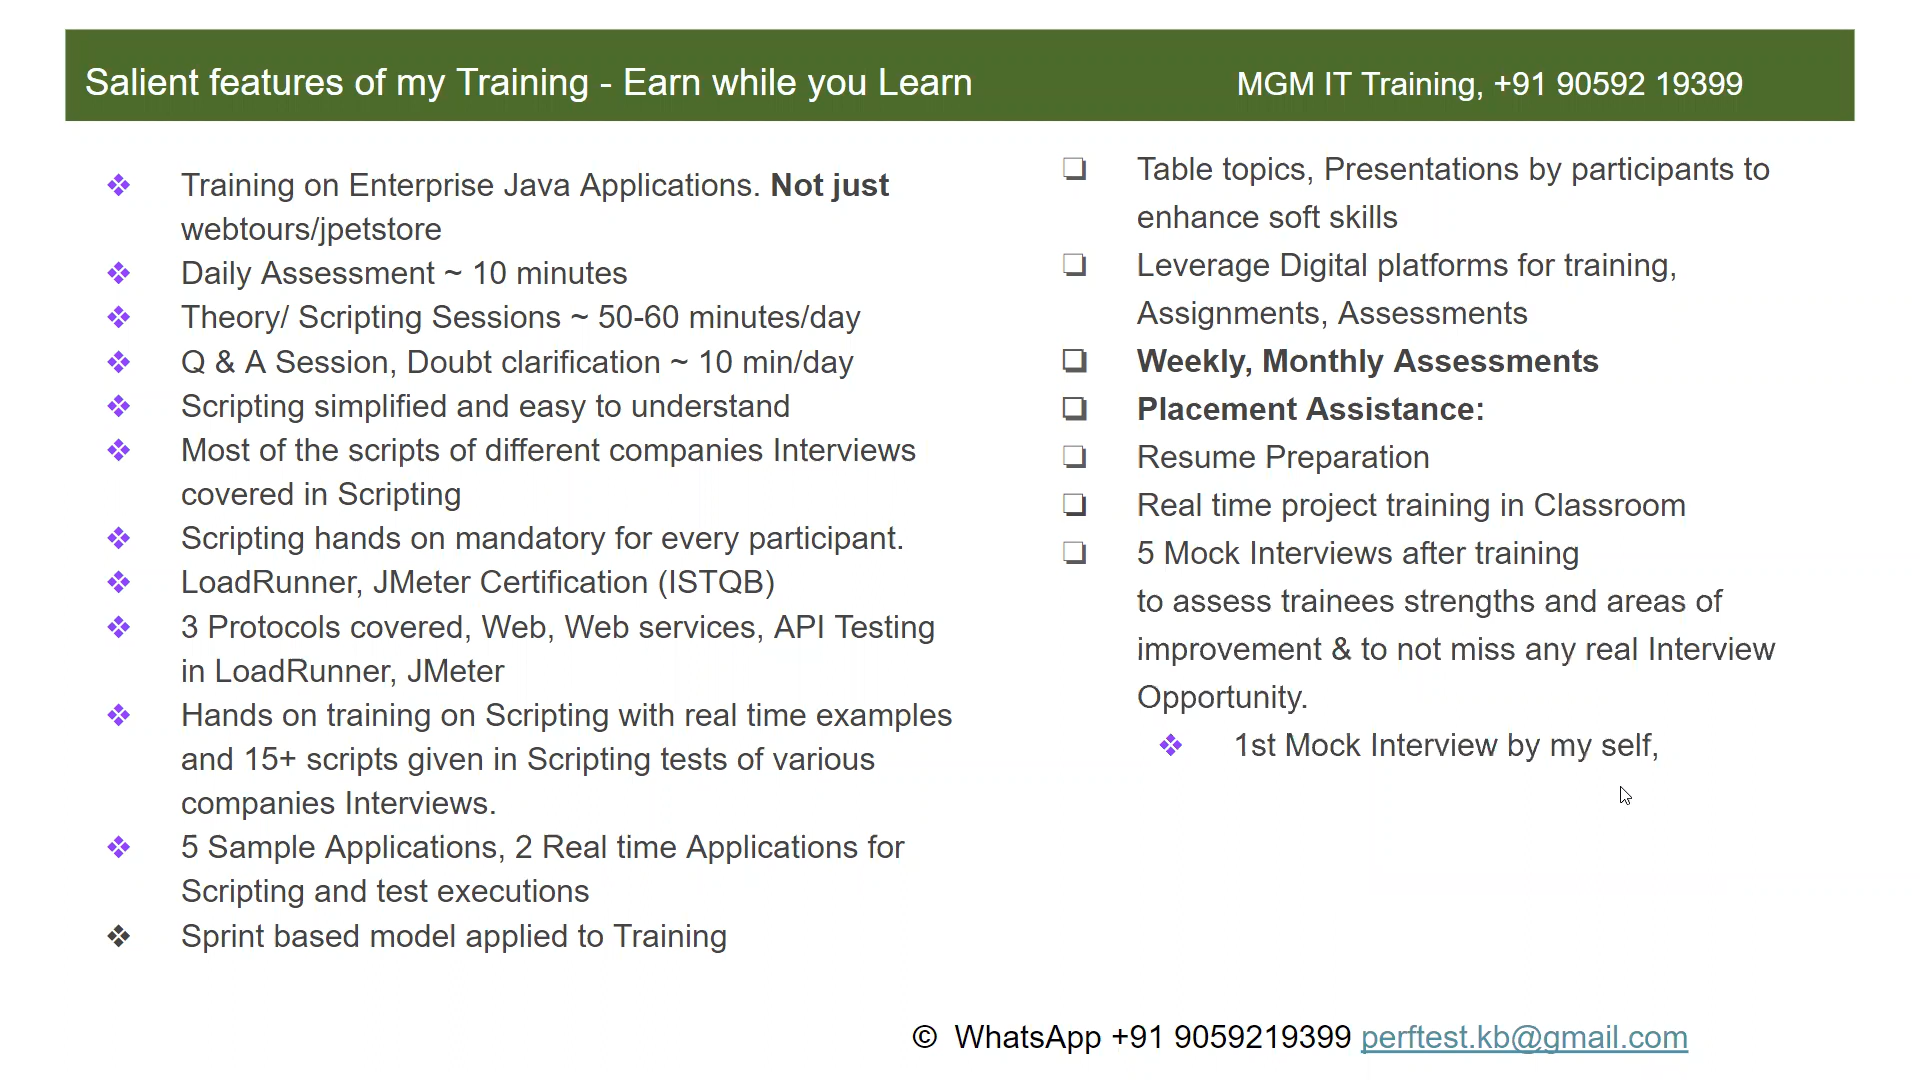 Salient features of my Training - Earn while you Learn
MGM IT Training, +91 90592 19399
Training on Enterprise Java Applications. Not just
webtours/jpetstore
Daily Assessment ~ 10 minutes
Theory/ Scripting Sessions ~ 50-60 minutes/day
Q & A Session, Doubt clarification ~ 10 min/day
Scripting simplified and easy to understand
Most of the scripts of different companies Interviews
covered in Scripting
Scripting hands on mandatory for every participant.
LoadRunner, JMeter Certification (ISTQB)
3 Protocols covered, Web, Web services, API Testing
in LoadRunner, JMeter
Hands on training on Scripting with real time examples
and 15+ scripts given in Scripting tests of various
companies Interviews.
5 Sample Applications, 2 Real time Applications for
Scripting and test executions
Sprint based model applied to Training
Table topics, Presentations by participants to
enhance soft skills
Leverage Digital platforms for training,
Assignments, Assessments
Weekly, Monthly Assessments
Placement Assistance:
Resume Preparation
Real time project training in Classroom
5 Mock Interviews after training
to assess trainees strengths and areas of
improvement & to not miss any real Interview
Opportunity.
1st Mock Interview by my self,
© WhatsApp +91 9059219399 perftest.kb@gmail.com